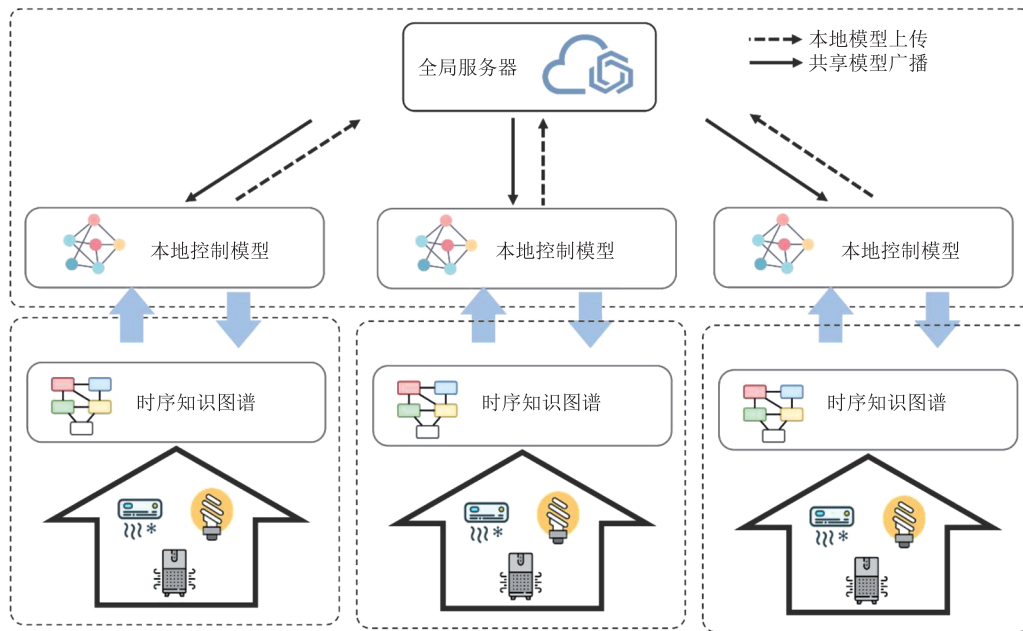 本地模型上传
全局服务器
共享模型广播
本地控制模型
本地控制模型
本地控制模型
时序知识图谱
时序知识图谱
时序知识图谱